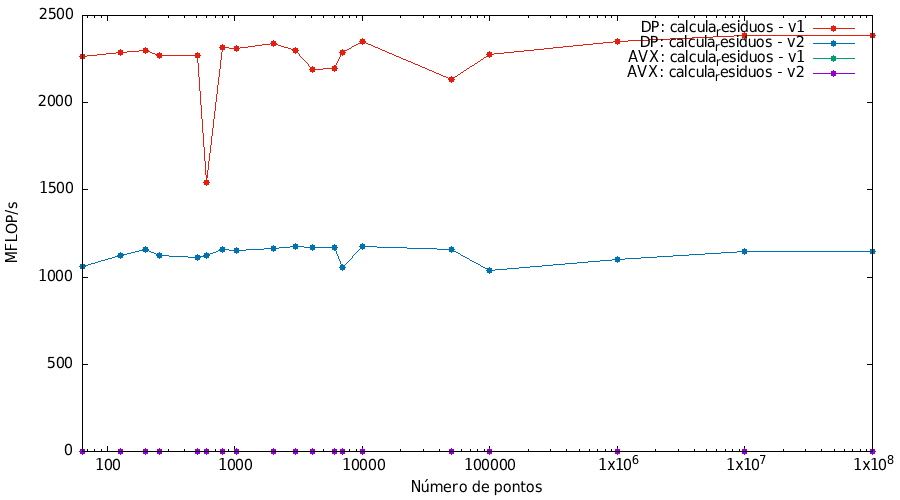 2500
2000
1500
1000
500
0
MFLOP/s
DP: calcula_residuos - v1
DP: calcula_residuos - v2
AVX: calcula_residuos - v1
AVX: calcula_residuos - v2
100 1000 10000 100000 1x10^6 1x10^7 1x10^8
Número de pontos